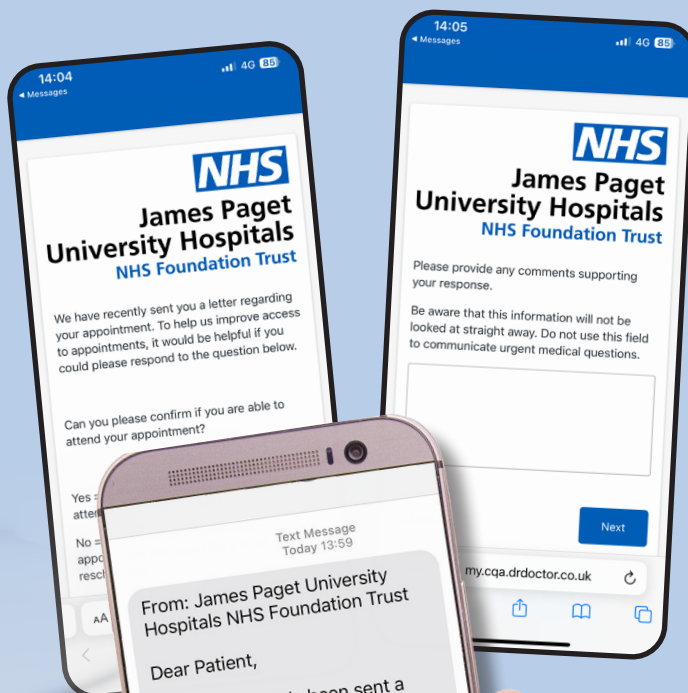 14:04
4G 85
Messages
NHS
James Paget
University Hospitals
NHS Foundation Trust
We have recently sent you a letter regarding
your appointment. To help us improve access
to appointments, it would be helpful if you
could please respond to the question below.
Can you please confirm if you are able to
attend your appointment?
Yes =
No =
AA
14:05
4G 85
Messages
NHS
James Paget
University Hospitals
NHS Foundation Trust
Please provide any comments supporting
your response.
Be aware that this information will not be
looked at straight away. Do not use this field
to communicate urgent medical questions.
Next
my.cqa.drdoctor.co.uk
Text Message
Today 13:59
From: James Paget University
Hospitals NHS Foundation Trust
Dear Patient,
been sent a